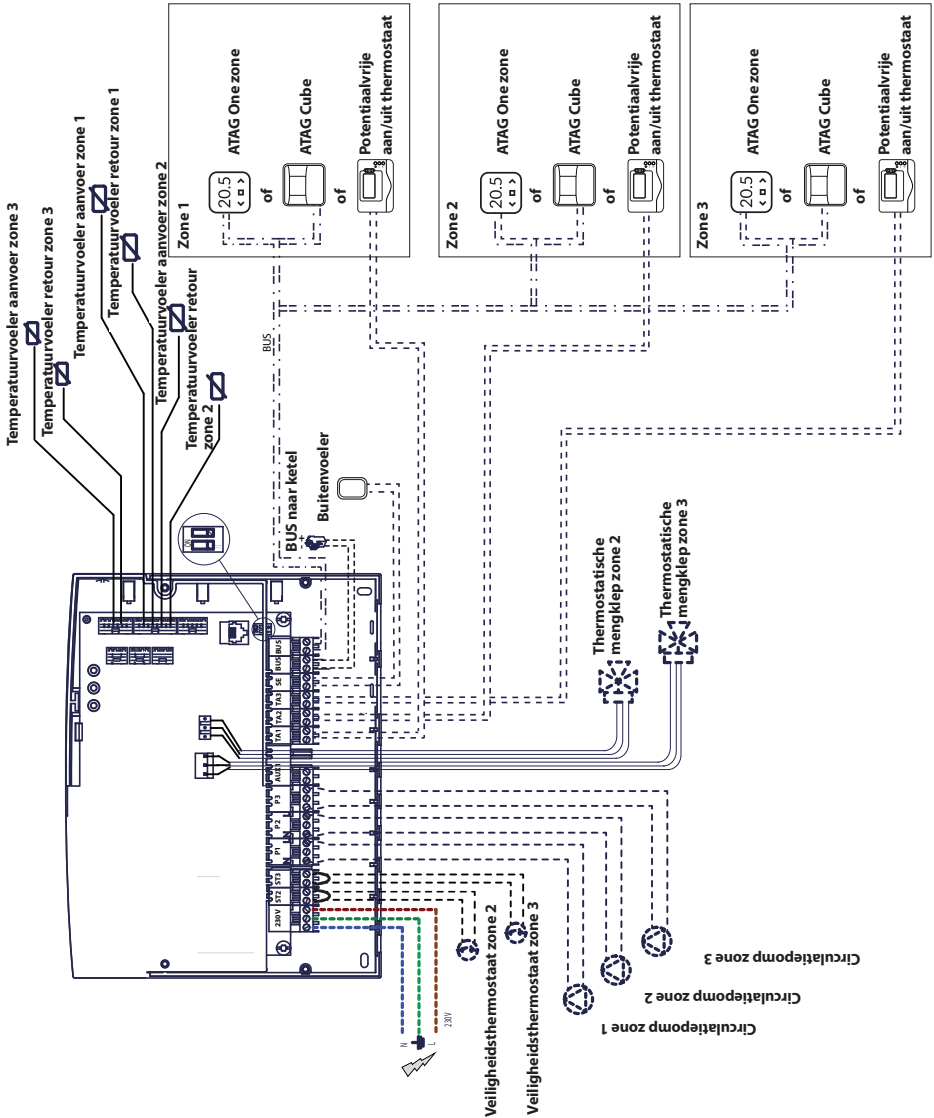 Temperatuurvoeler aanvoer zone 3
Temperatuurvoeler retour zone 3
Temperatuurvoeler aanvoer zone 1
Temperatuurvoeler retour zone 1
Temperatuurvoeler aanvoer zone 2
Temperatuurvoeler retour
zone 2
Zone 1
20.5
ATAG One zone
of
ATAG Cube
of
Potentiaalvrije
aan/uit thermostaat
Zone 2
20.5
ATAG One zone
of
ATAG Cube
of
Potentiaalvrije
aan/uit thermostaat
Zone 3
20.5
ATAG One zone
of
ATAG Cube
of
Potentiaalvrije
aan/uit thermostaat
BUS
BUS naar ketel
Buitenvoeler
ON
230 V
ST2
ST3
P1
P2
P3
AUX1
TA1
TA2
TA3
SE
BUS
BUS
N
N
Thermostatische
mengklep zone 2
Thermostatische
mengklep zone 3
N
L
230V
Veiligheidsthermostaat zone 2
Veiligheidsthermostaat zone 3
Circulatiepomp zone 1
Circulatiepomp zone 2
Circulatiepomp zone 3